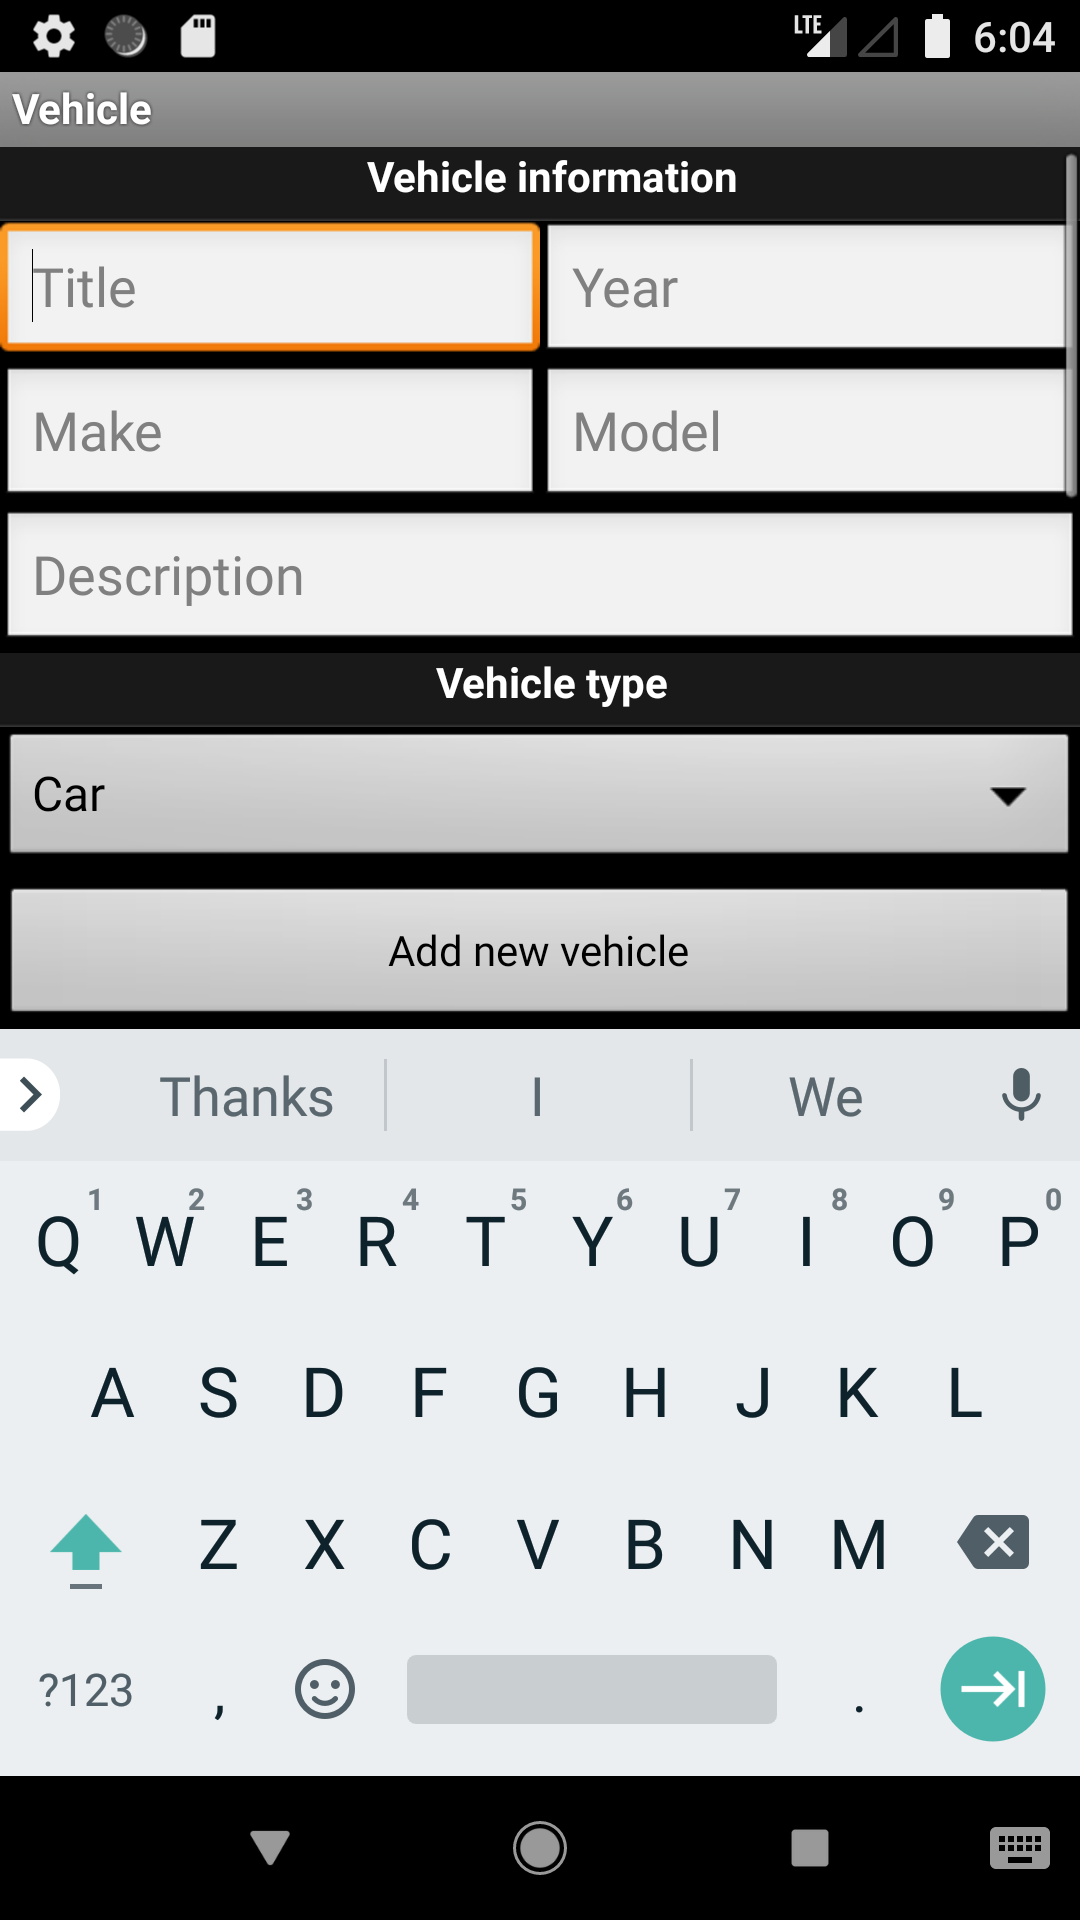 LTE 6:04
Vehicle
Vehicle information
Title Year
Make Model
Description
Vehicle type
Car
Add new vehicle
Thanks I We
1 2 3 4 5 6 7 8 9 0
Q W E R T Y U I O P
A S D F G H J K L
Z X C V B N M
?123 , .